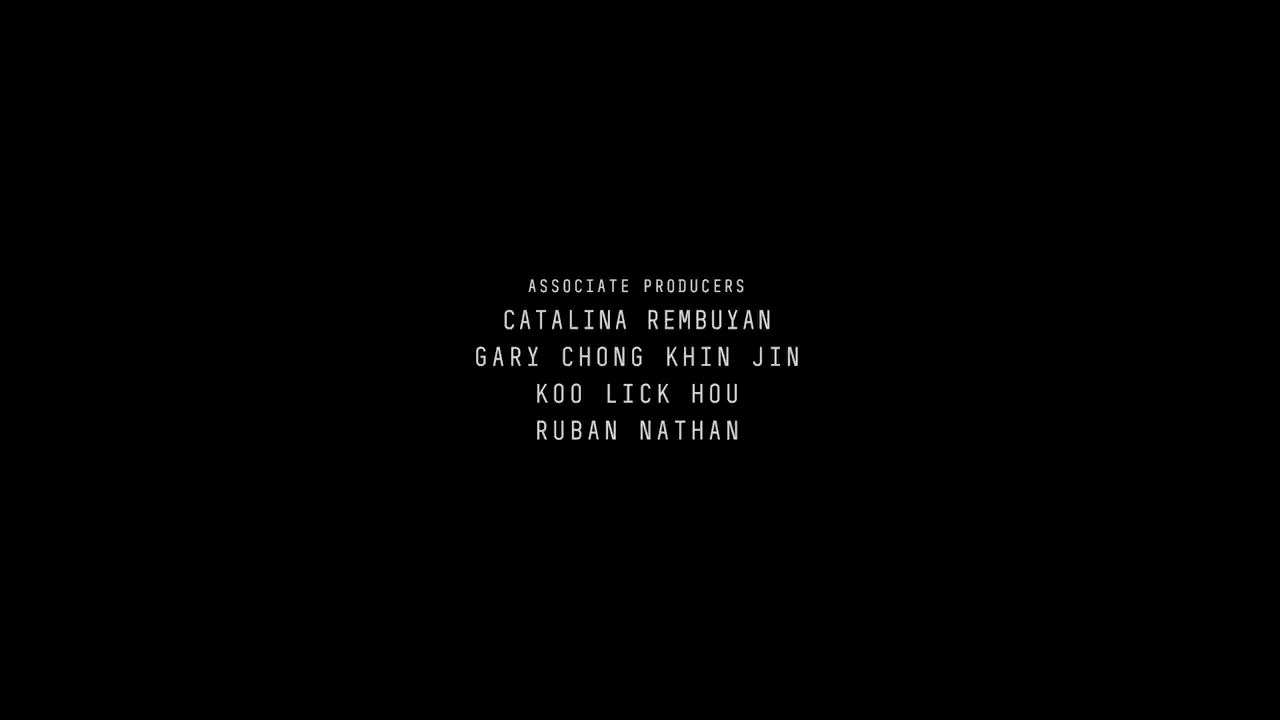 ASSOCIATE PRODUCERS
CATALINA REMBUYAN
GARY CHONG KHIN JIN
KOO LICK HOU
RUBAN NATHAN